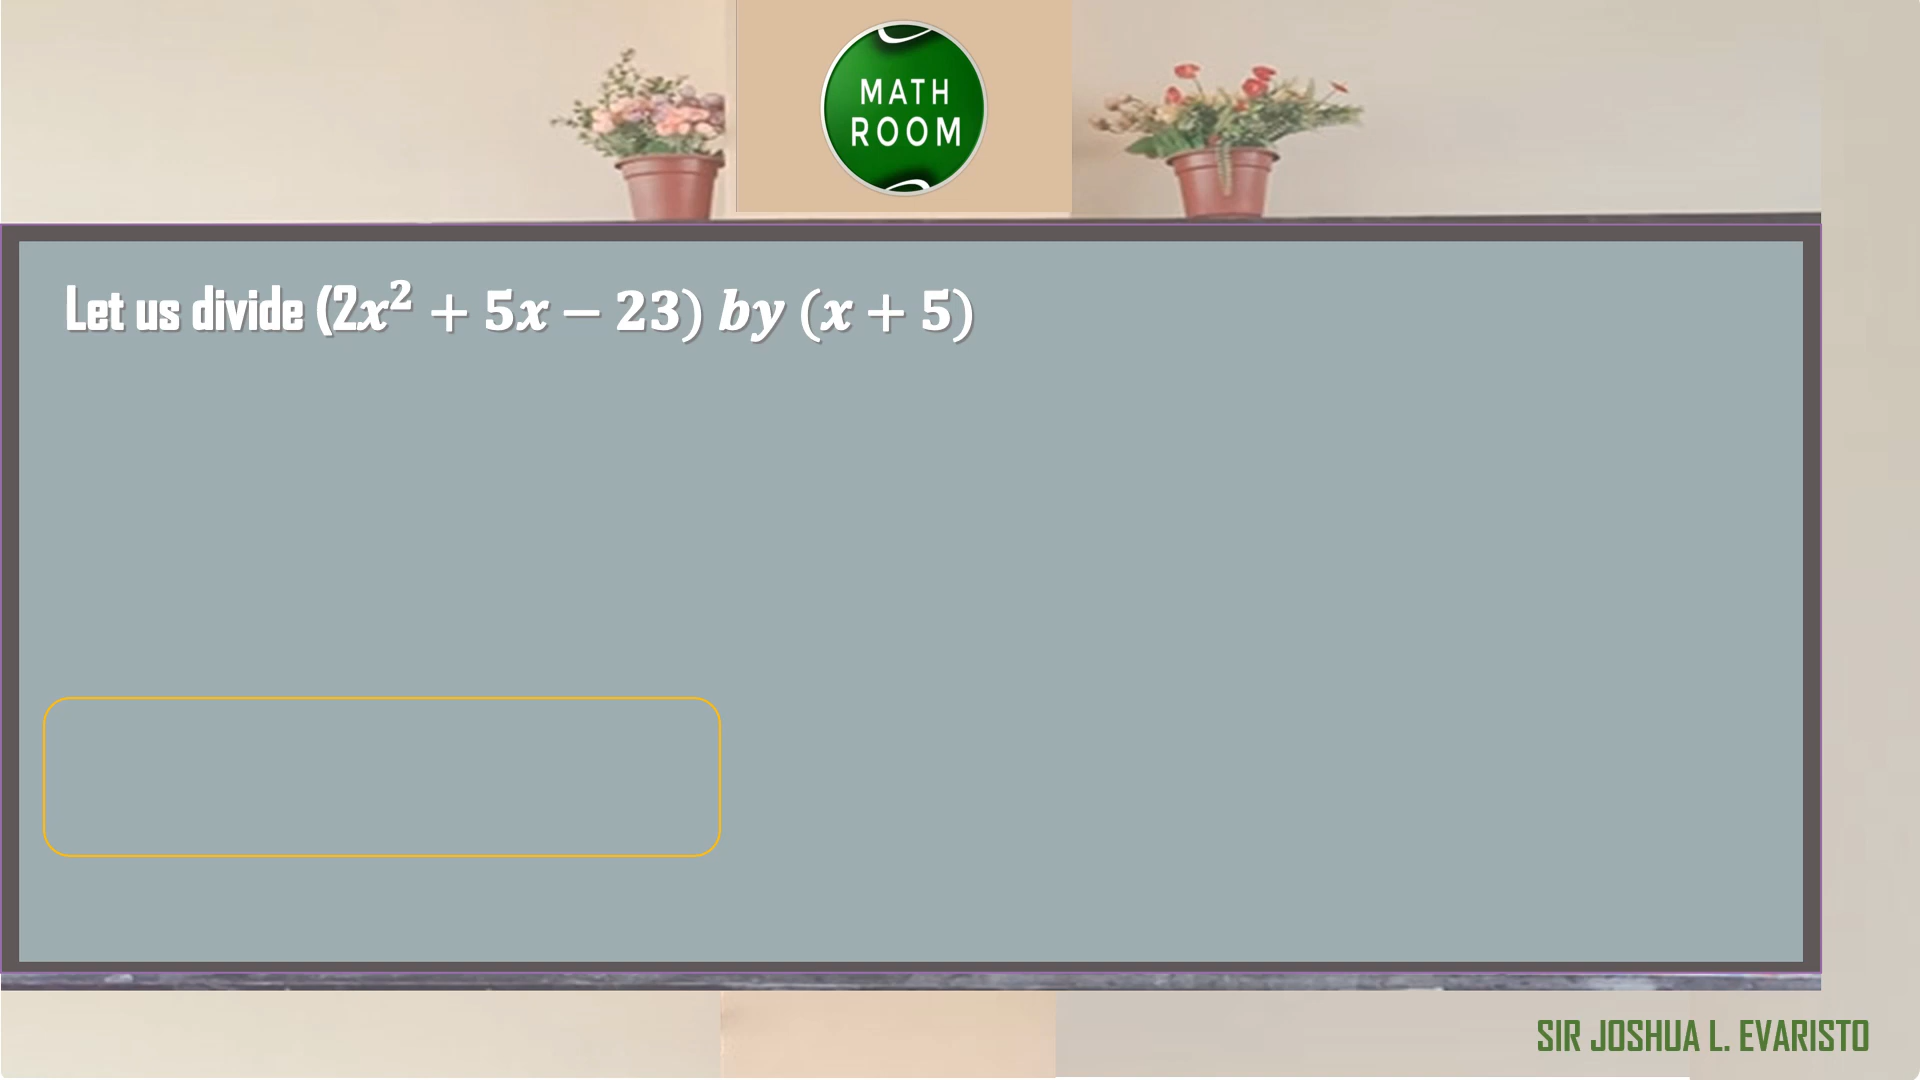 MATH
ROOM
Let us divide (2x² + 5x − 23) by (x + 5)
SIR JOSHUA L. EVARISTO